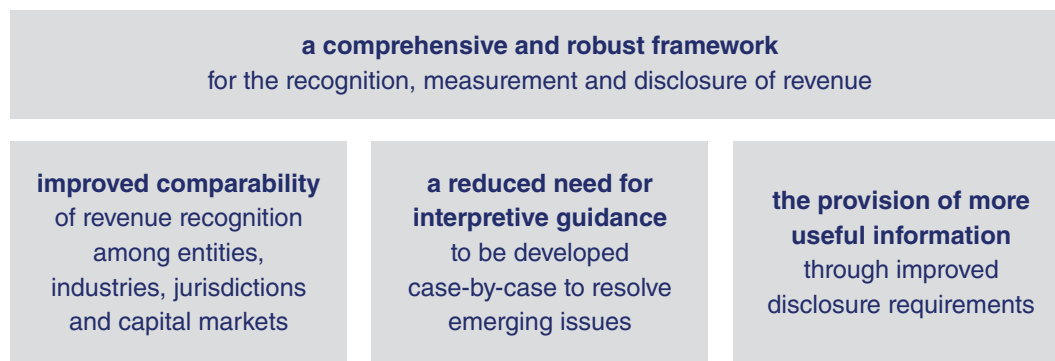 a comprehensive and robust framework
for the recognition, measurement and disclosure of revenue
improved comparability
of revenue recognition
among entities,
industries, jurisdictions
and capital markets
a reduced need for
interpretive guidance
to be developed
case-by-case to resolve
emerging issues
the provision of more
useful information
through improved
disclosure requirements